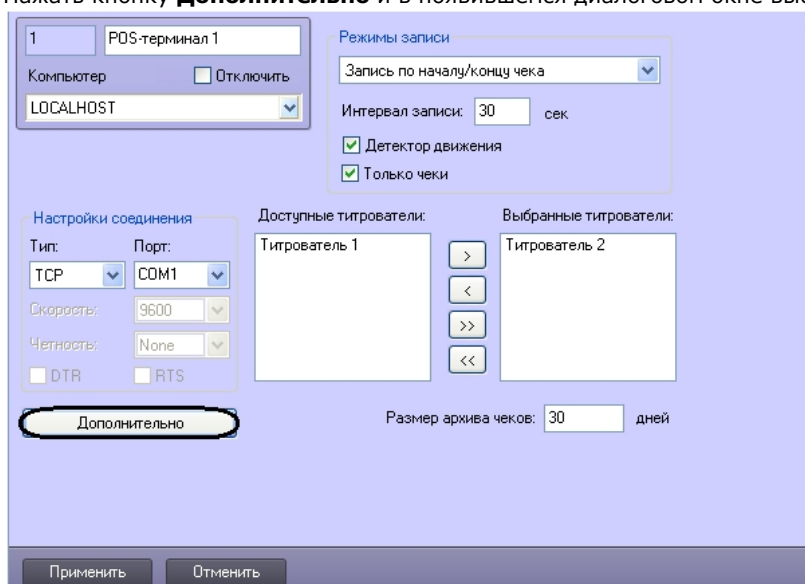 Нажать кнопку Дополнительно и в появившемся диалоговом окне
1
POS-терминал 1
Компьютер
Отключить
LOCALHOST
Режимы записи
Запись по началу/концу чека
Интервал записи: 30 сек
Детектор движения
Только чеки
Настройки соединения
Тип: Порт:
TCP COM1
Скорость: 9600
Четность: None
DTR RTS
Доступные титрователи:
Титрователь 1
>
<
>>
<<
Выбранные титрователи:
Титрователь 2
Дополнительно
Размер архива чеков: 30 дней
Применить Отменить